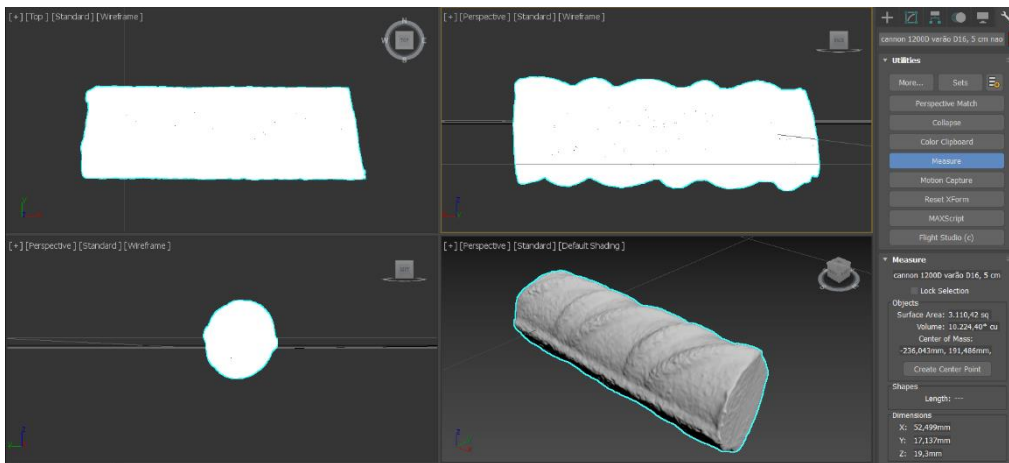 [+] [Top] [Standard] [Wireframe]
[+] [Perspective] [Standard] [Wireframe]
cannon 1200D varão D16, 5 cm nao
Utilities
More... Sets
Perspective Match
Collapse
Color Clipboard
Measure
Motion Capture
Reset XForm
MAXScript
Flight Studio (c)
[+] [Perspective] [Standard] [Wireframe]
[+] [Perspective] [Standard] [Default Shading]
Measure
cannon 1200D varão D16, 5 cm
Lock Selection
Objects
Surface Area: 3.110,42 sq
Volume: 10.224,40* cu
Center of Mass:
-236,043mm, 191,486mm,
Create Center Point
Shapes
Length: ---
Dimensions
X: 52,499mm
Y: 17,137mm
Z: 19,3mm